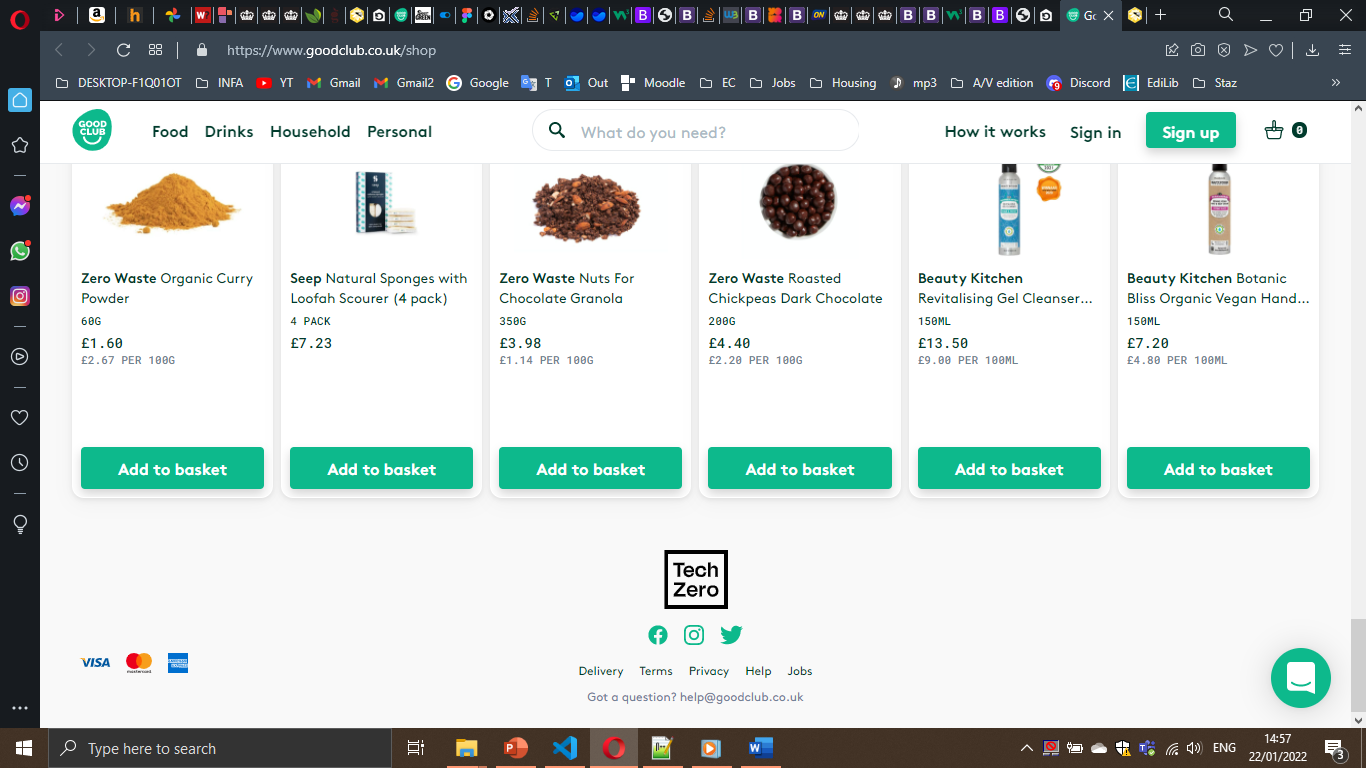 Go
https://www.goodclub.co.uk/shop
DESKTOP-F1Q01OT
INFA
YT
Gmail
Gmail2
Google
T
Out
Moodle
EC
Jobs
Housing
mp3
A/V edition
Discord
EdiLib
Staz
GOOD
CLUB
Food
Drinks
Household
Personal
What do you need?
How it works
Sign in
Sign up
0
Zero Waste Organic Curry
Powder
60G
£1.60
£2.67 PER 100G
Add to basket
Seep Natural Sponges with
Loofah Scourer (4 pack)
4 PACK
£7.23
Add to basket
Zero Waste Nuts For
Chocolate Granola
350G
£3.98
£1.14 PER 100G
Add to basket
Zero Waste Roasted
Chickpeas Dark Chocolate
200G
£4.40
£2.20 PER 100G
Add to basket
Beauty Kitchen
Revitalising Gel Cleanser...
150ML
£13.50
£9.00 PER 100ML
Add to basket
Beauty Kitchen Botanic
Bliss Organic Vegan Hand...
150ML
£7.20
£4.80 PER 100ML
Add to basket
Tech
Zero
VISA
mastercard
Delivery
Terms
Privacy
Help
Jobs
Got a question? help@goodclub.co.uk
Type here to search
ENG
14:57
22/01/2022
3